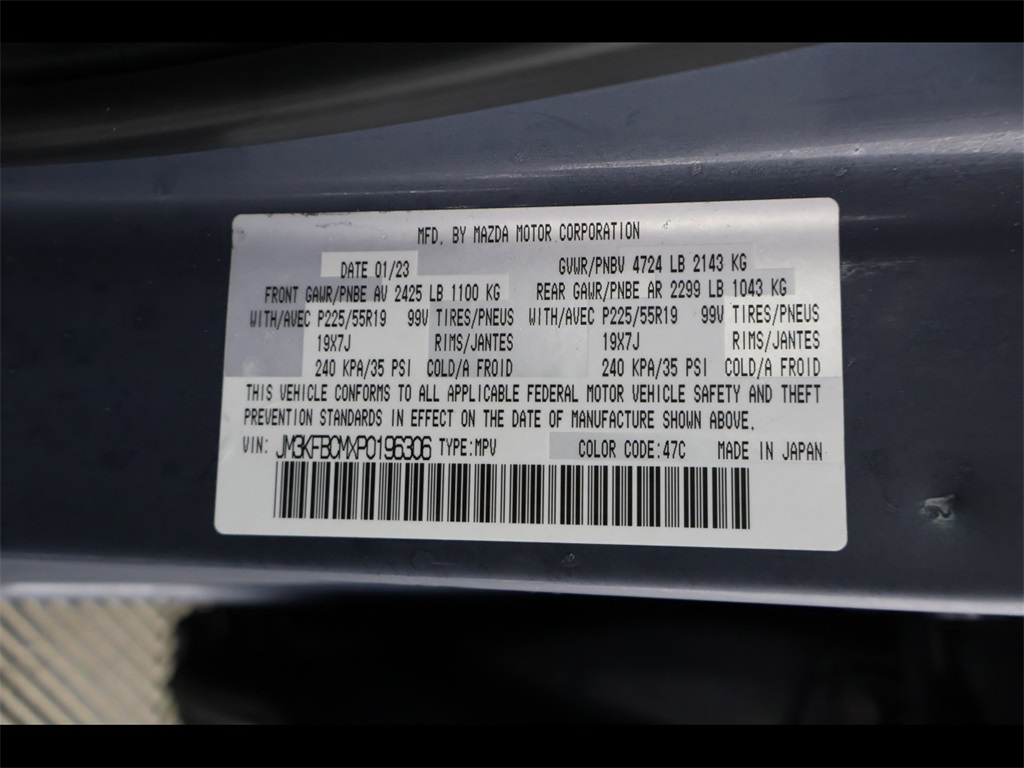 MFD. BY MAZDA MOTOR CORPORATION
DATE 01/23 GVWR/PNBV 4724 LB 2143 KG
FRONT GAWR/PNBE AV 2425 LB 1100 KG REAR GAWR/PNBE AR 2299 LB 1043 KG
WITH/AVEC P225/55R19 99V TIRES/PNEUS WITH/AVEC P225/55R19 99V TIRES/PNEUS
19X7J RIMS/JANTES 19X7J RIMS/JANTES
240 KPA/35 PSI COLD/A FROID 240 KPA/35 PSI COLD/A FROID
THIS VEHICLE CONFORMS TO ALL APPLICABLE FEDERAL MOTOR VEHICLE SAFETY AND THEFT
PREVENTION STANDARDS IN EFFECT ON THE DATE OF MANUFACTURE SHOWN ABOVE.
VIN: JM3KFBCMXP0196306 TYPE:MPV COLOR CODE:47C MADE IN JAPAN